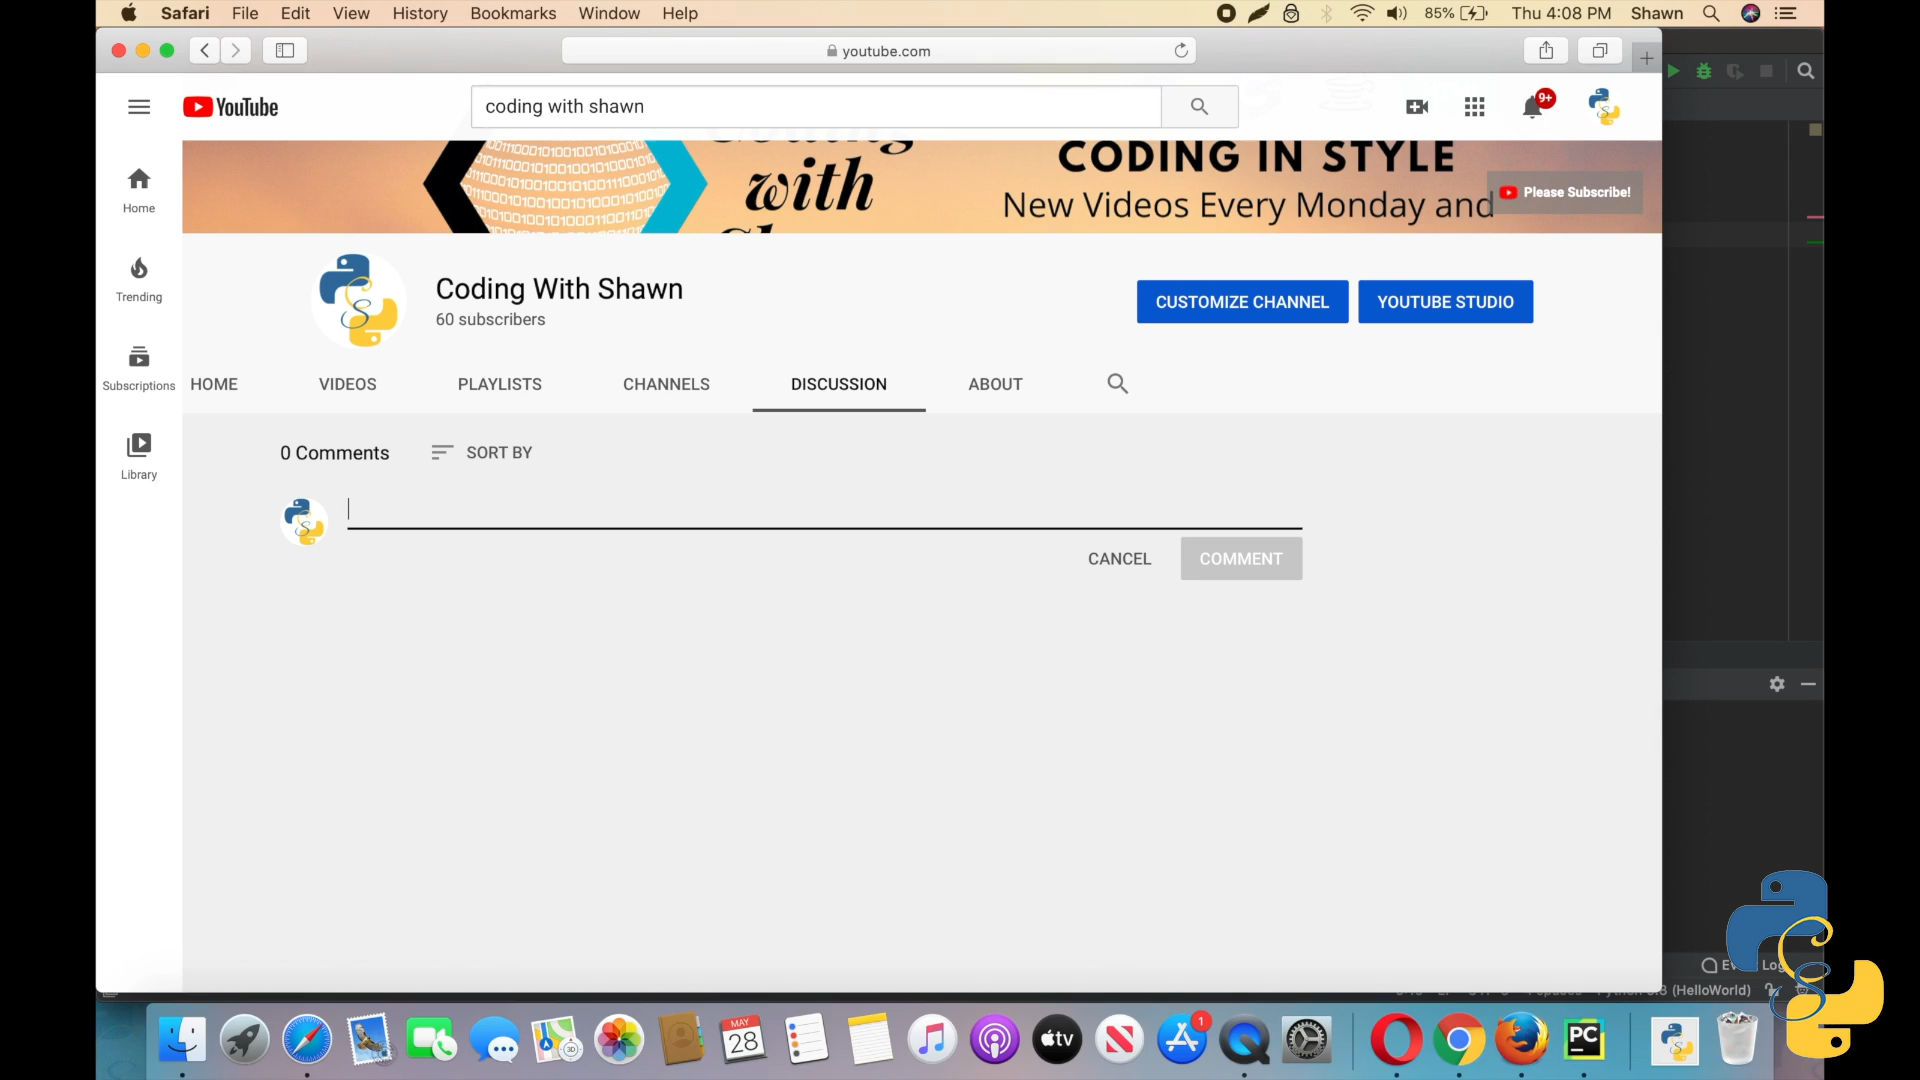 Safari File Edit View History Bookmarks Window Help 85% Thu 4:08 PM Shawn
youtube.com
YouTube coding with shawn 9+
with
CODING IN STYLE
New Videos Every Monday and
Please Subscribe!
Home
Trending
Subscriptions
Library
Coding With Shawn
60 subscribers
CUSTOMIZE CHANNEL YOUTUBE STUDIO
HOME VIDEOS PLAYLISTS CHANNELS DISCUSSION ABOUT
0 Comments SORT BY
CANCEL COMMENT
(HelloWorld)
MAY
28
3D
tv
1
PC